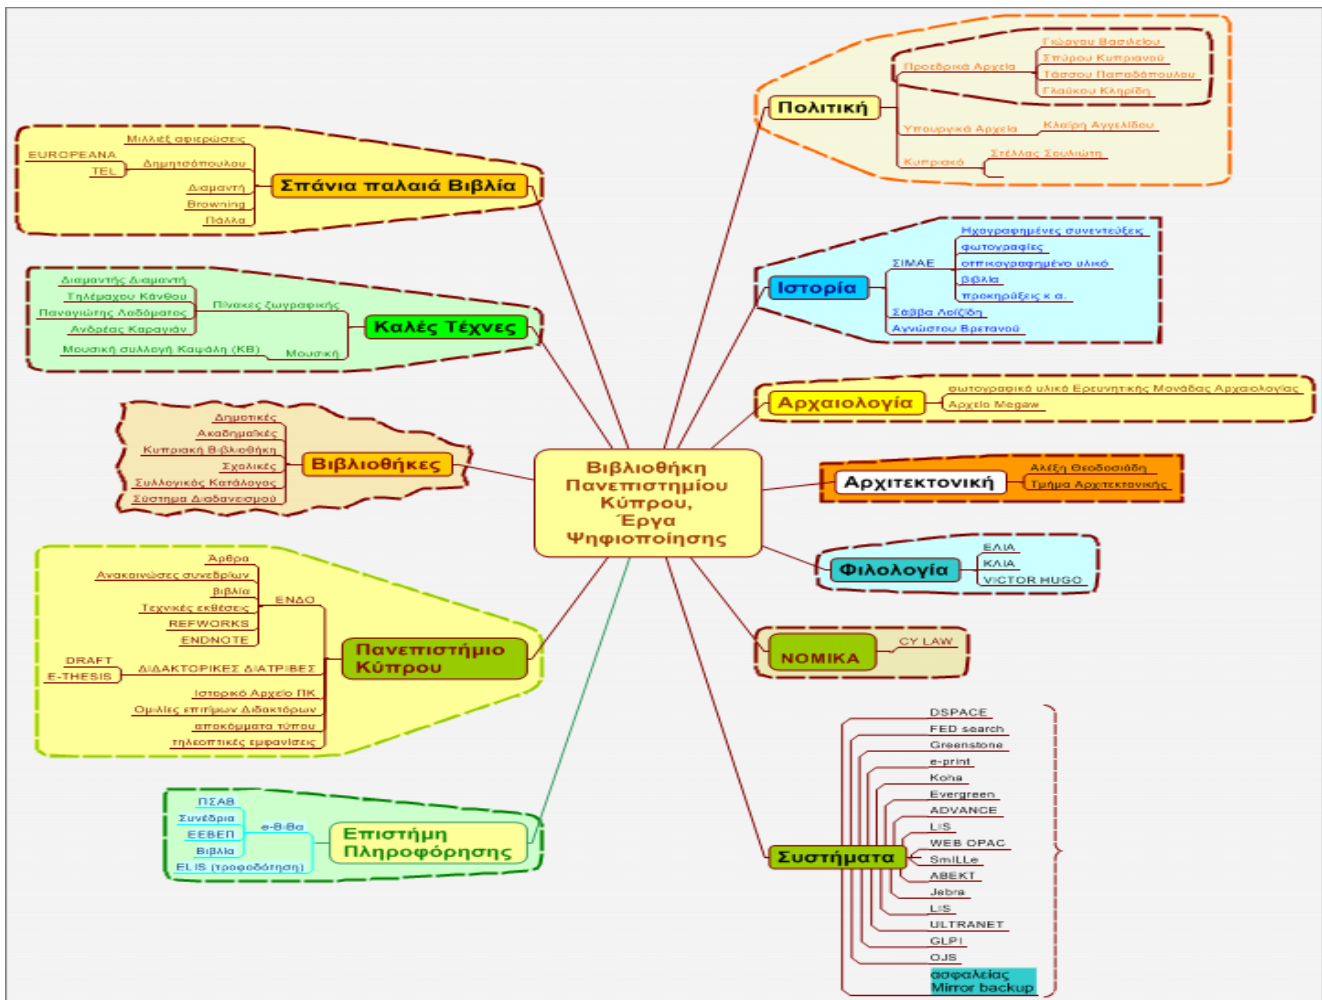 Βιβλιοθήκη
Πανεπιστημίου
Κύπρου,
Έργα
Ψηφιοποίησης
Σπάνια παλαιά Βιβλία
Μιλλιέξ αφιερώσεις
Δημητσόπουλου
EUROPEANA
TEL
Διαμαντή
Browning
Πάλλα
Καλές Τέχνες
Πίνακες ζωγραφικής
Διαμαντής Διαμαντή
Τηλέμαχου Κάνθου
Παναγιώτης Λαδόματος
Ανδρέας Καραγιάν
Μουσική
Μουσική συλλογή Καψάλη (KB)
Βιβλιοθήκες
Δημοτικές
Ακαδημαϊκές
Κυπριακή Βιβλιοθήκη
Σχολικές
Συλλογικός Κατάλογος
Σύστημα Διαδανεισμού
Πανεπιστήμιο
Κύπρου
ΕΝΔΟ
Άρθρα
Ανακοινώσες συνεδρίων
Βιβλία
Τεχνικές εκθέσεις
REFWORKS
ENDNOTE
ΔΙΔΑΚΤΟΡΙΚΕΣ ΔΙΑΤΡΙΒΕΣ
DRAFT
E-THESIS
Ιστορικό Αρχείο ΠΚ
Ομιλίες επιτίμων Διδακτόρων
αποκόμματα τύπου
τηλεοπτικές εμφανίσεις
Επιστήμη
Πληροφόρησης
e-Β-Βα
ΠΣΑΒ
Συνέδρια
ΕΕΒΕΠ
Βιβλία
ELIS (τροφοδότηση)
Πολιτική
Προεδρικά Αρχεία
Γιώργου Βασιλείου
Σπύρου Κυπριανού
Τάσσου Παπαδόπουλου
Γλαύκου Κληρίδη
Υπουργικά Αρχεία
Κλαίρη Αγγελίδου
Κυπριακό
Στέλλας Σουλιώτη
Ιστορία
ΣΙΜΑΕ
Ηχογραφημένες συνεντεύξεις
φωτογραφίες
οπτικογραφημένο υλικό
βιβλία
προκηρύξεις κ α.
Σάββα Λοϊζίδη
Αγνώστου Βρετανού
Αρχαιολογία
φωτογραφικό υλικό Ερευνητικής Μονάδας Αρχαιολογίας
Αρχείο Megaw
Αρχιτεκτονική
Αλέξη Θεοδοσιάδη
Τμήμα Αρχιτεκτονικής
Φιλολογία
ΕΛΙΑ
ΚΛΙΑ
VICTOR HUGO
ΝΟΜΙΚΑ
CY LAW
Συστήματα
DSPACE
FED search
Greenstone
e-print
Koha
Evergreen
ADVANCE
LIS
WEB OPAC
SmILLe
ABEKT
Jebra
LIS
ULTRANET
GLPI
OJS
ασφαλείας
Mirror backup